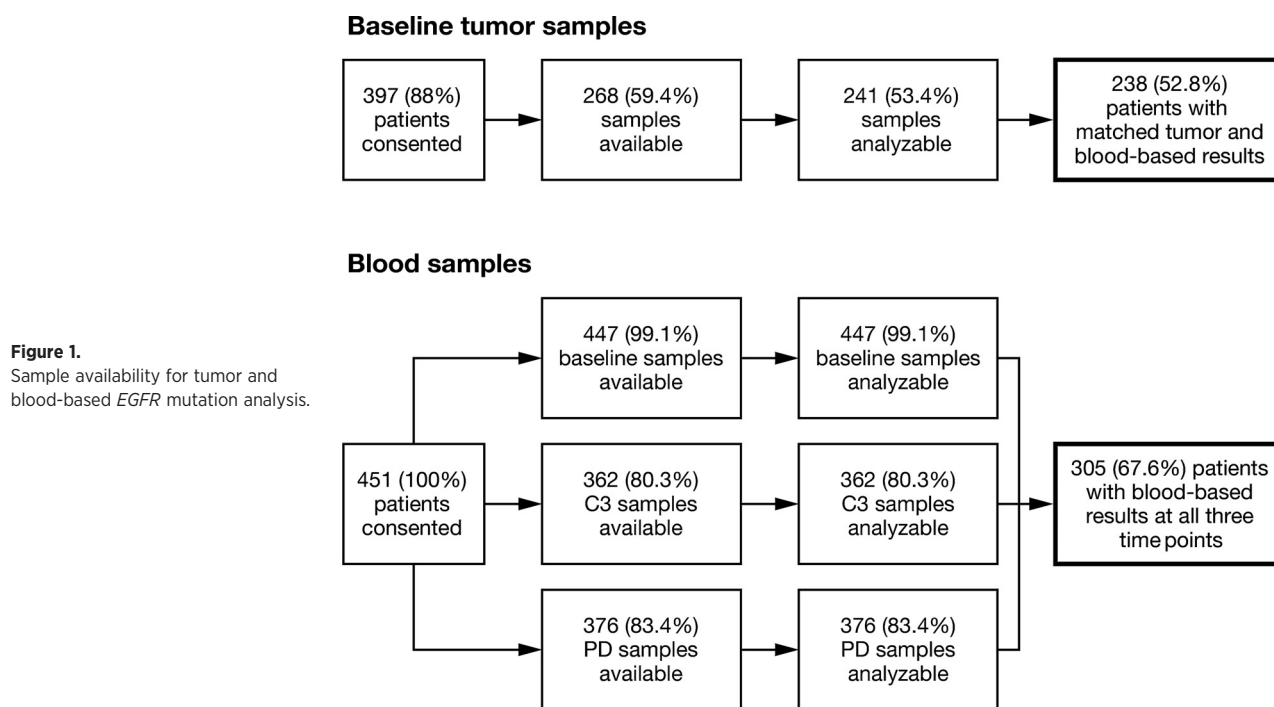 Baseline tumor samples
397 (88%)
patients
consented
268 (59.4%)
samples
available
241 (53.4%)
samples
analyzable
238 (52.8%)
patients with
matched tumor and
blood-based results
Blood samples
Figure 1.
Sample availability for tumor and
blood-based EGFR mutation analysis.
451 (100%)
patients
consented
447 (99.1%)
baseline samples
available
447 (99.1%)
baseline samples
analyzable
362 (80.3%)
C3 samples
available
362 (80.3%)
C3 samples
analyzable
376 (83.4%)
PD samples
available
376 (83.4%)
PD samples
analyzable
305 (67.6%) patients
with blood-based
results at all three
time points